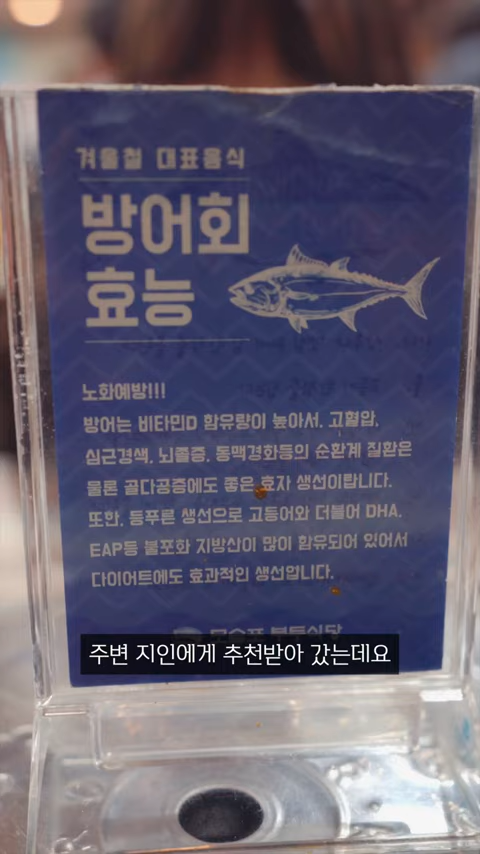 겨울철 대표음식
방어회
효능
노화예방!!!
방어는 비타민D 함유량이 높아서, 고혈압,
심근경색, 뇌졸증, 동맥경화등의 순환계 질환은
물론 골다공증에도 좋은 효자 생선이랍니다.
또한, 등푸른 생선으로 고등어와 더불어 DHA,
EAP등 불포화 지방산이 많이 함유되어 있어서
다이어트에도 효과적인 생선입니다.
주변 지인에게 추천받아 갔는데요